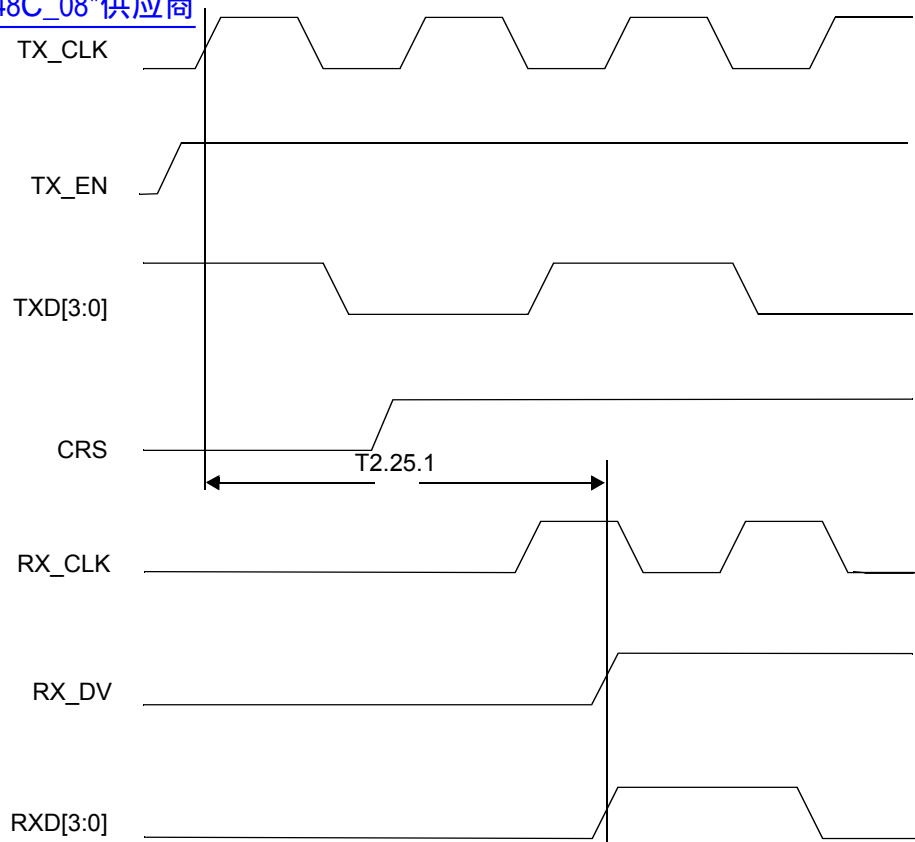 48C_08"供应商
TX_CLK
TX_EN
TXD[3:0]
CRS
T2.25.1
RX_CLK
RX_DV
RXD[3:0]